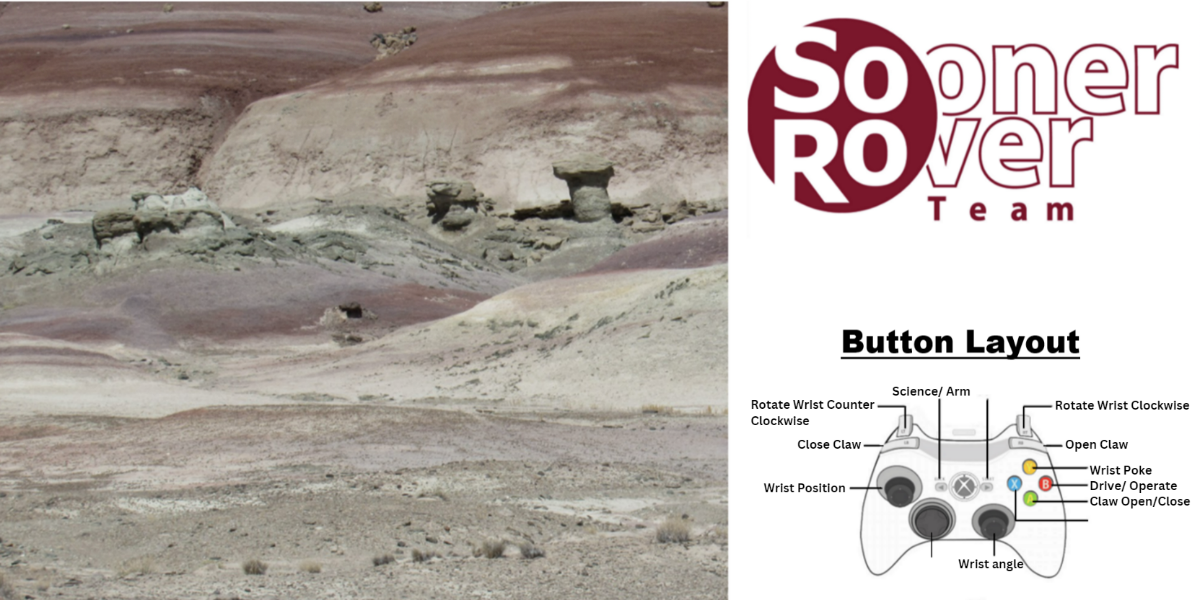 Sooner
Rover
Team
Button Layout
Science/ Arm
Rotate Wrist Counter
Clockwise
Rotate Wrist Clockwise
Close Claw
Open Claw
Wrist Poke
Wrist Position
Drive/ Operate
Claw Open/Close
X
B
Wrist angle